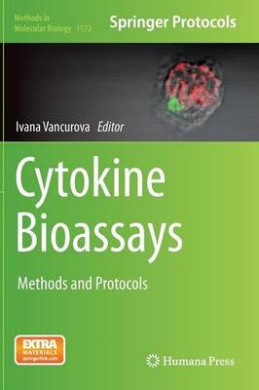 Methods in
Molecular Biology 1172
Springer Protocols
Ivana Vancurova Editor
Cytokine
Bioassays
Methods and Protocols
EXTRA
MATERIALS
springerlink.com
Humana Press